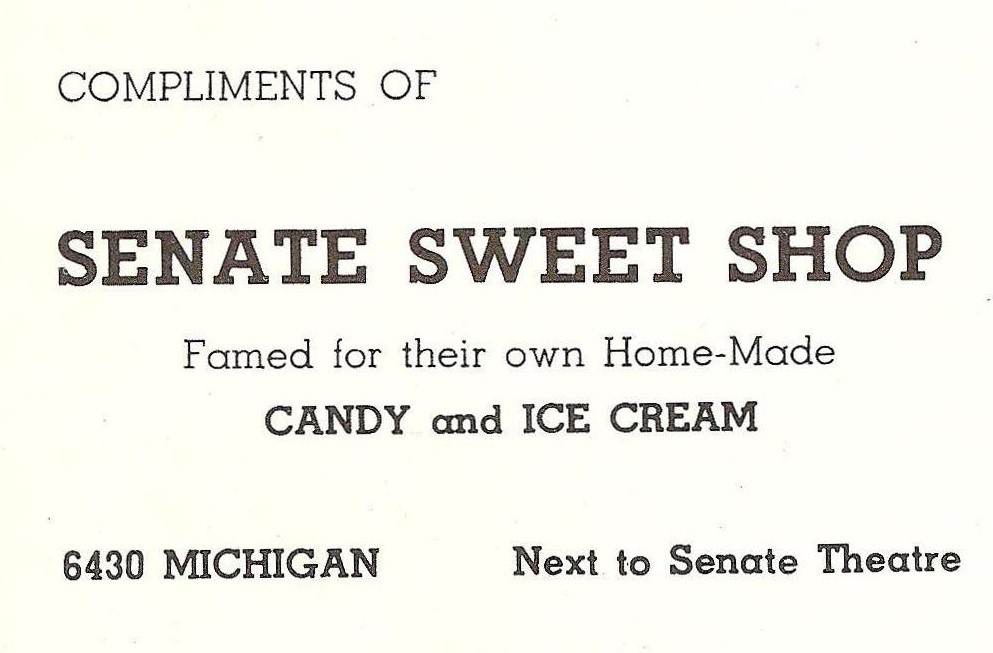 COMPLIMENTS OF
SENATE SWEET SHOP
Famed for their own Home-Made
CANDY and ICE CREAM
6430 MICHIGAN Next to Senate Theatre